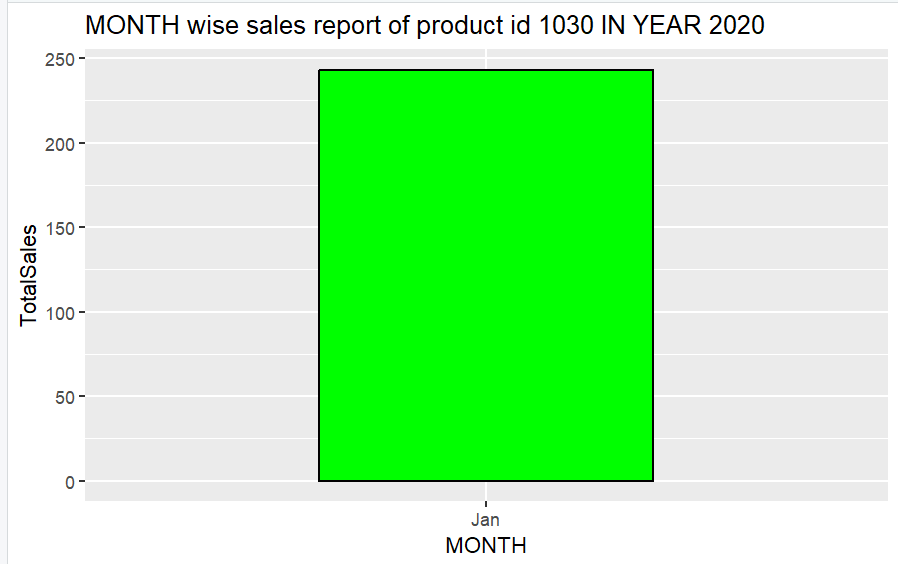 MONTH wise sales report of product id 1030 IN YEAR 2020
250
200
150
100
50
0
TotalSales
Jan
MONTH